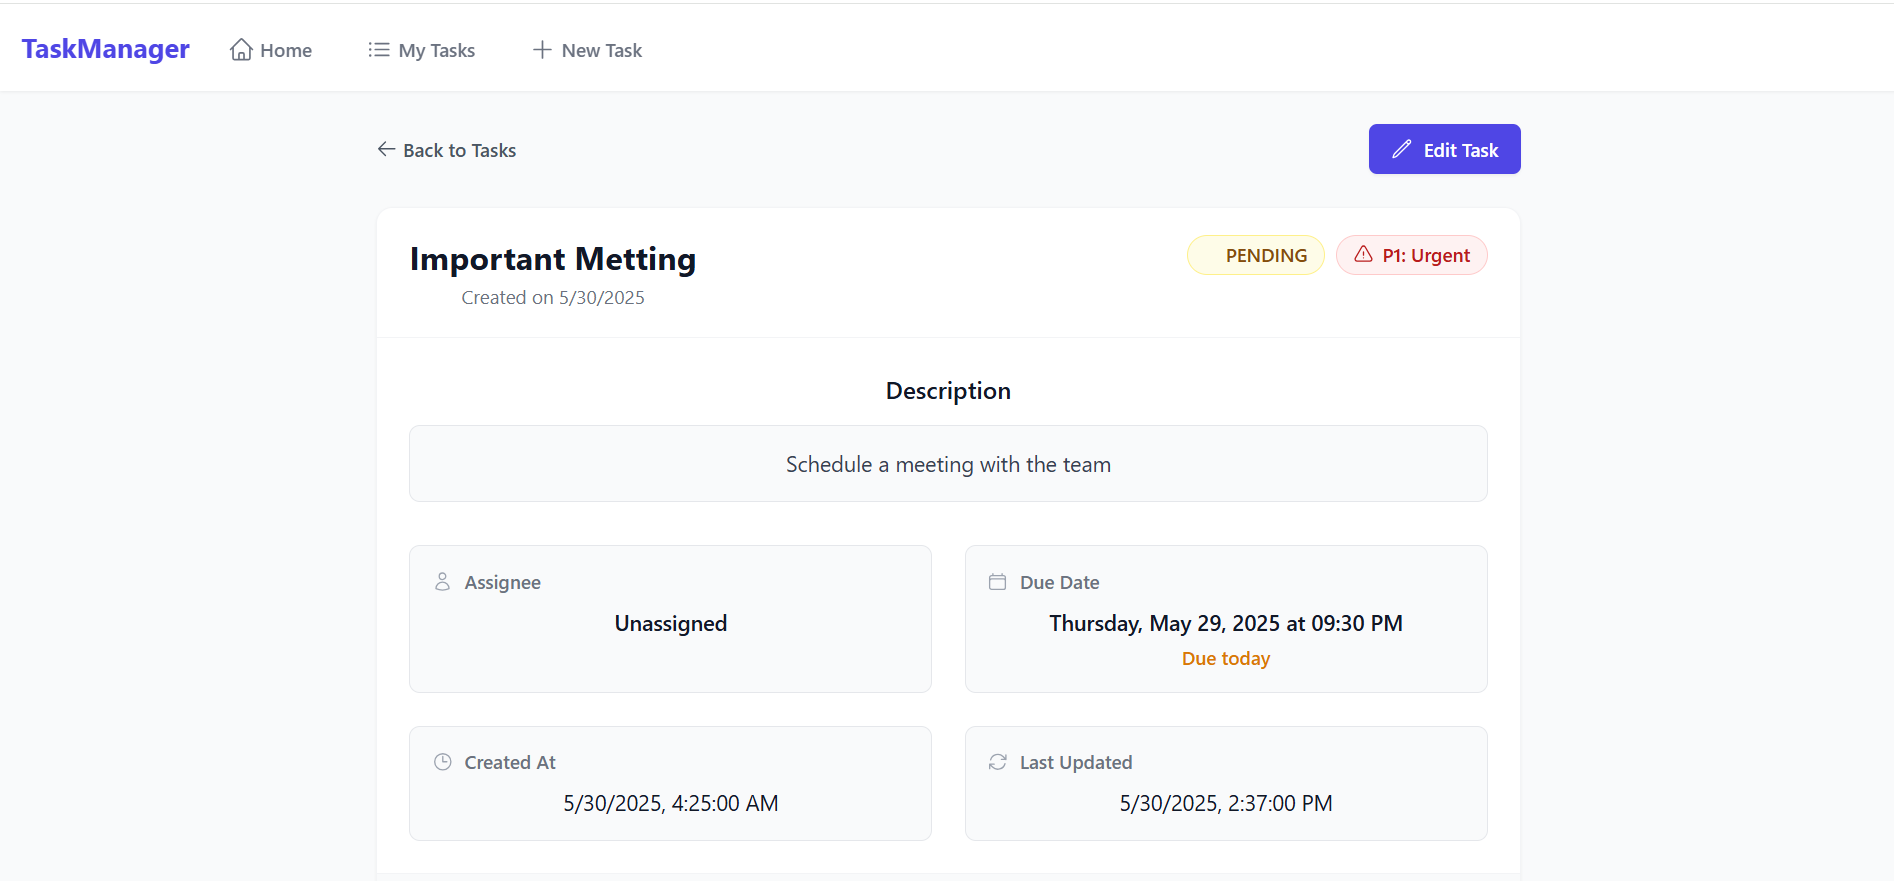 TaskManager
Home
My Tasks
New Task
Back to Tasks
Edit Task
Important Metting
PENDING
P1: Urgent
Created on 5/30/2025
Description
Schedule a meeting with the team
Assignee
Unassigned
Due Date
Thursday, May 29, 2025 at 09:30 PM
Due today
Created At
5/30/2025, 4:25:00 AM
Last Updated
5/30/2025, 2:37:00 PM